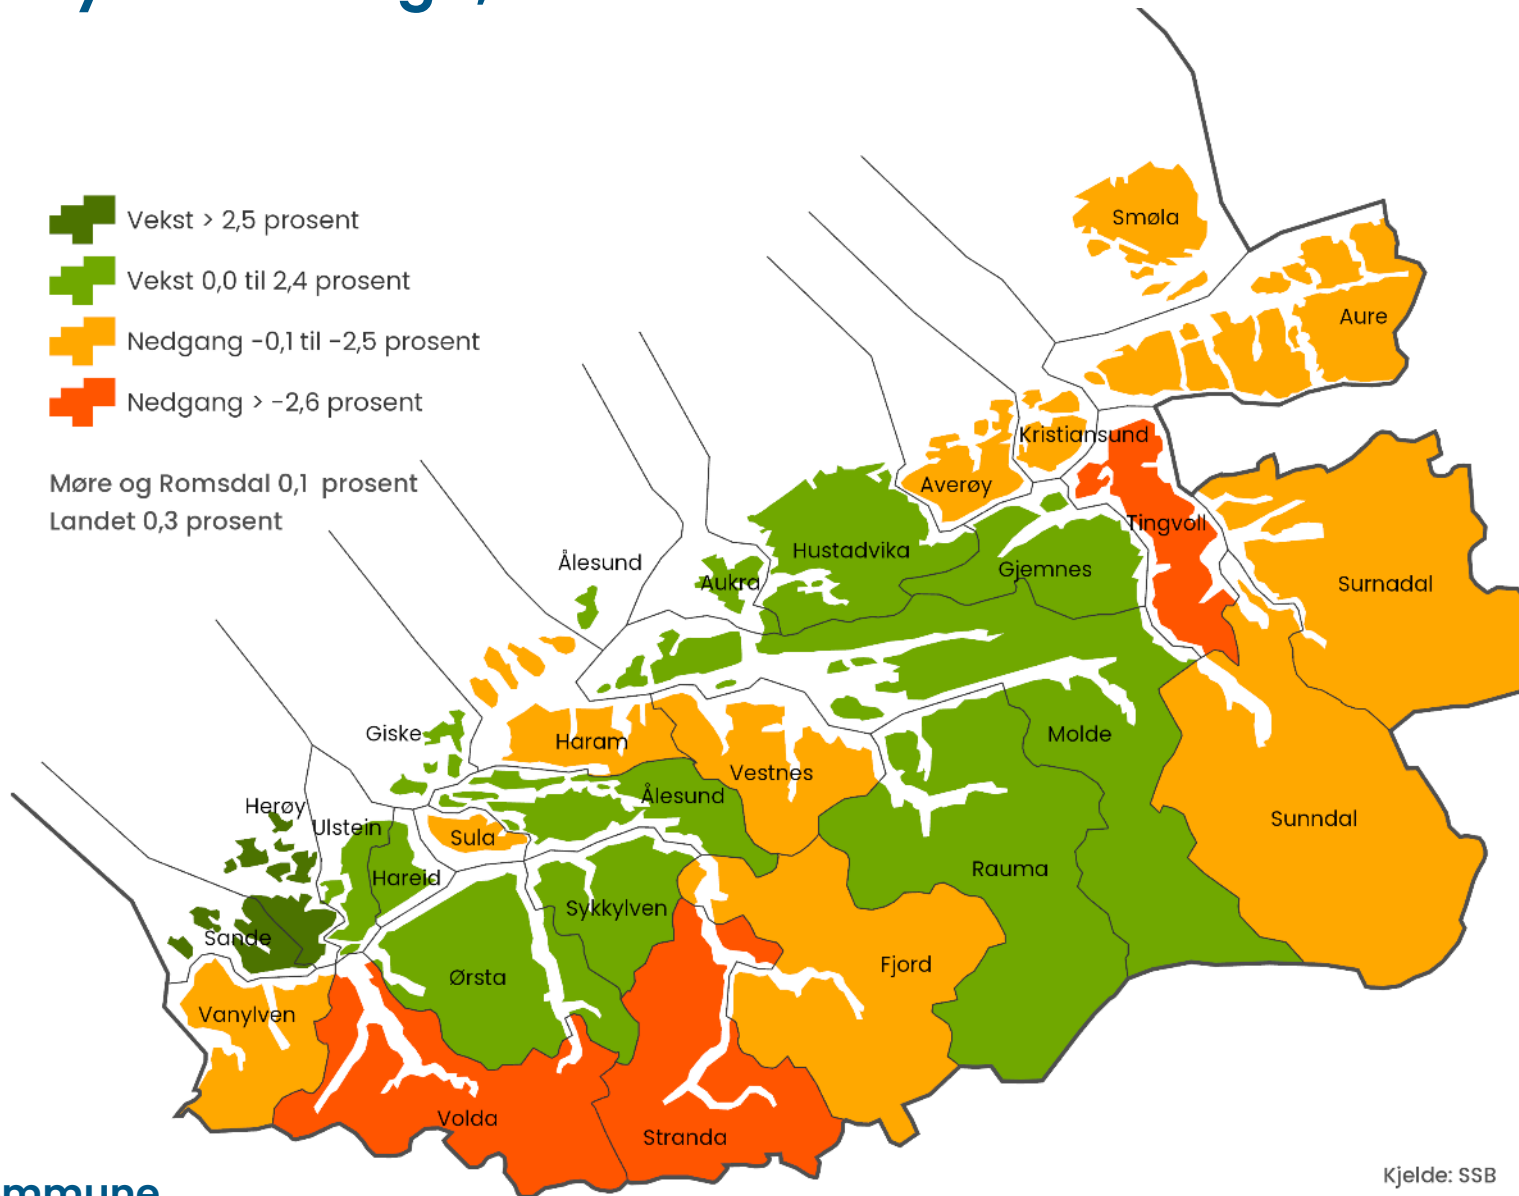 Vekst > 2,5 prosent
Vekst 0,0 til 2,4 prosent
Nedgang -0,1 til -2,5 prosent
Nedgang > -2,6 prosent
Møre og Romsdal 0,1 prosent
Landet 0,3 prosent
Smøla
Aure
Kristiansund
Averøy
Tingvoll
Hustadvika
Ålesund
Gjemnes
Aukra
Surnadal
Giske
Haram
Molde
Vestnes
Ålesund
Herøy
Ulstein
Sula
Sunndal
Hareid
Rauma
Sykkylven
Sande
Fjord
Ørsta
Vanylven
Volda
Stranda
Kjelde: SSB